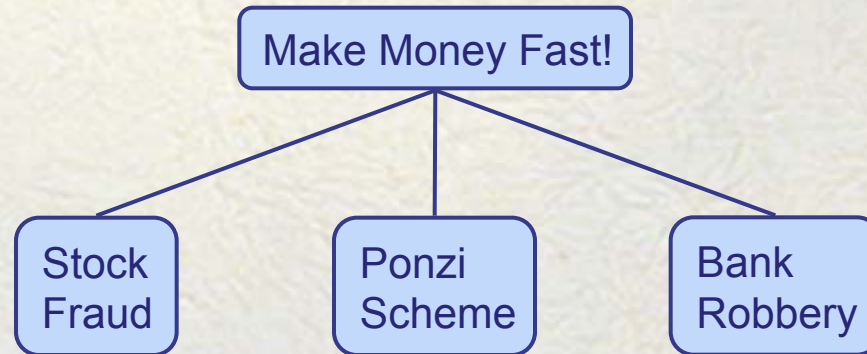 Make Money Fast!
Stock
Fraud
Ponzi
Scheme
Bank
Robbery